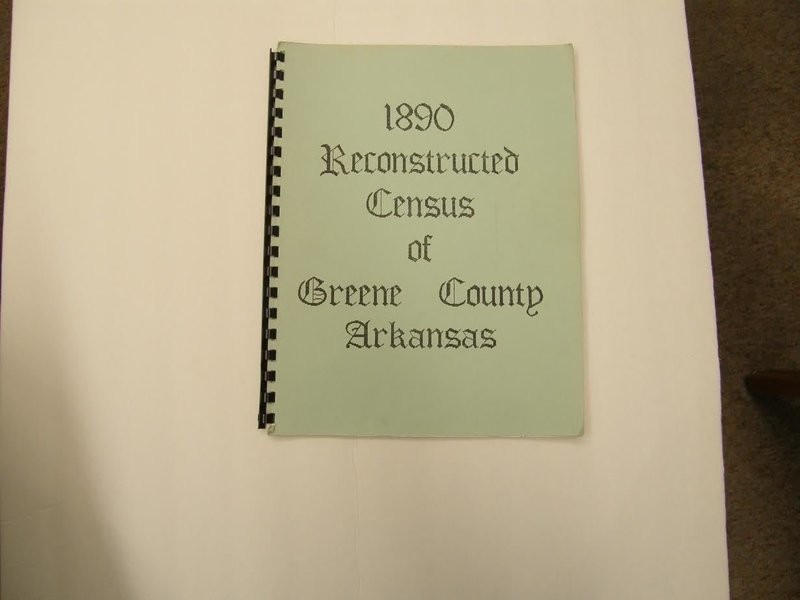 1890
Reconstructed
Census
of
Greene County
Arkansas